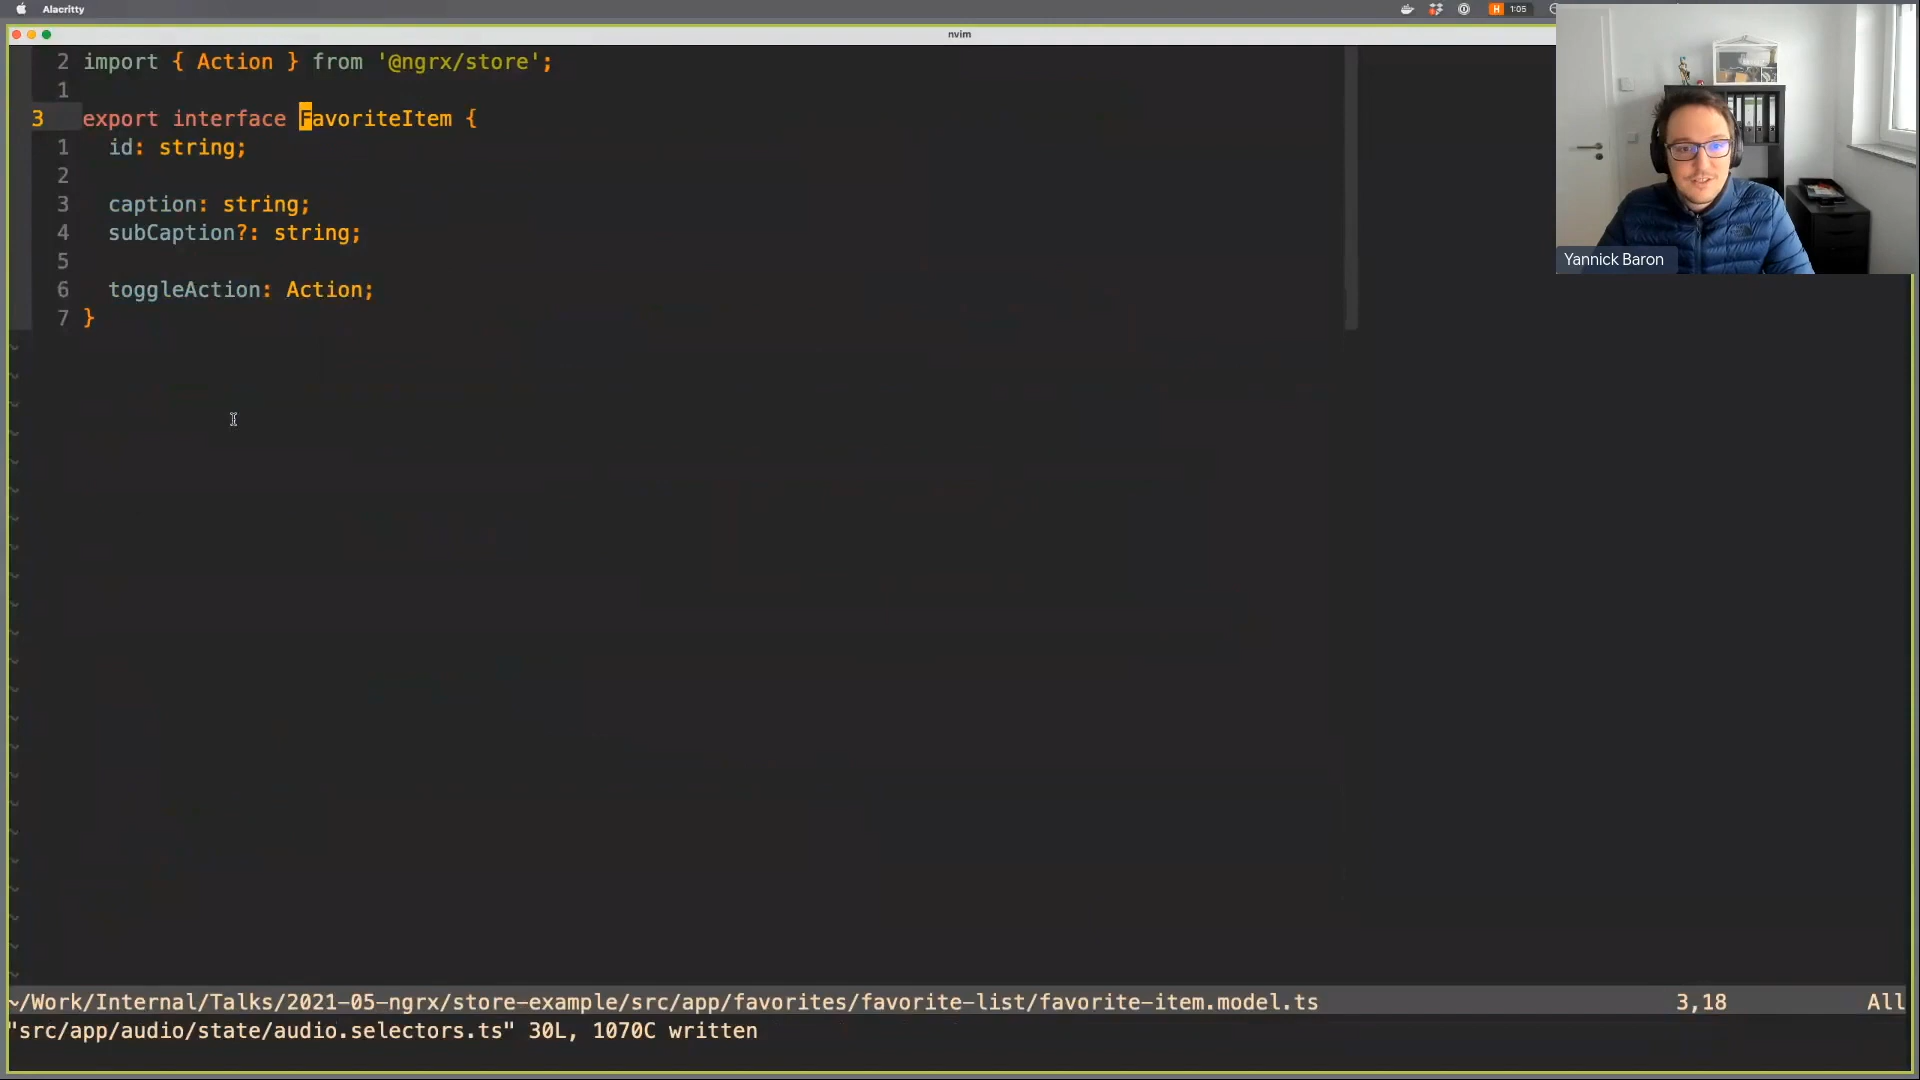 Alacritty
H 1:05
nvim
2 import { Action } from '@ngrx/store';
1
3 export interface FavoriteItem {
1 id: string;
2
3 caption: string;
4 subCaption?: string;
5
6 toggleAction: Action;
7 }
Yannick Baron
~/Work/Internal/Talks/2021-05-ngrx/store-example/src/app/favorites/favorite-list/favorite-item.model.ts 3,18 All
"src/app/audio/state/audio.selectors.ts" 30L, 1070C written